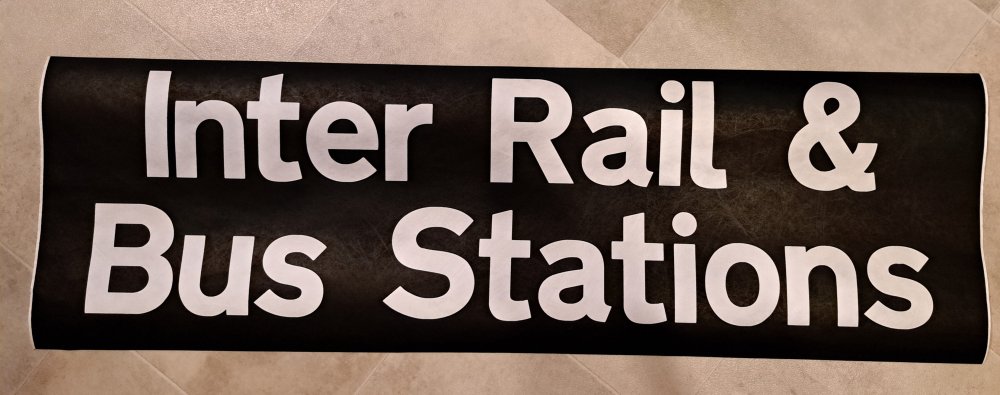 Inter Rail &
Bus Stations